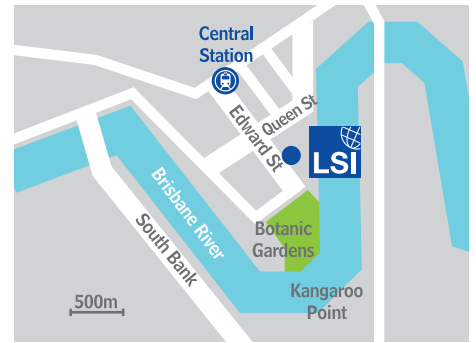 Central
Station
Queen St
Edward St
LSI
Brisbane River
South Bank
Botanic
Gardens
Kangaroo
Point
500m